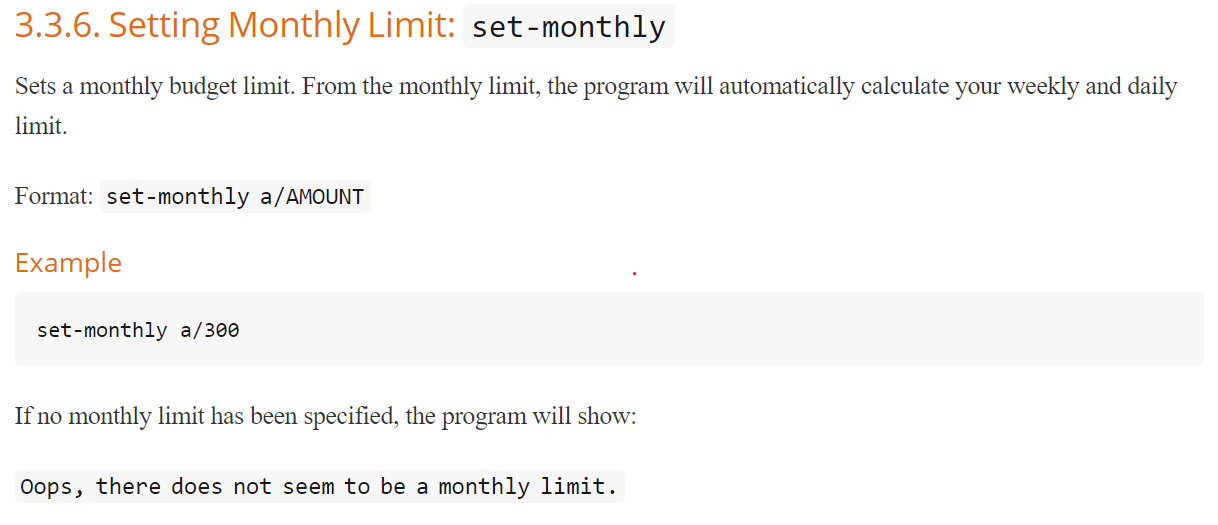 3.3.6. Setting Monthly Limit: set-monthly
Sets a monthly budget limit. From the monthly limit, the program will automatically calculate your weekly and daily
limit.
Format: set-monthly a/AMOUNT
Example
set-monthly a/300
If no monthly limit has been specified, the program will show:
Oops, there does not seem to be a monthly limit.